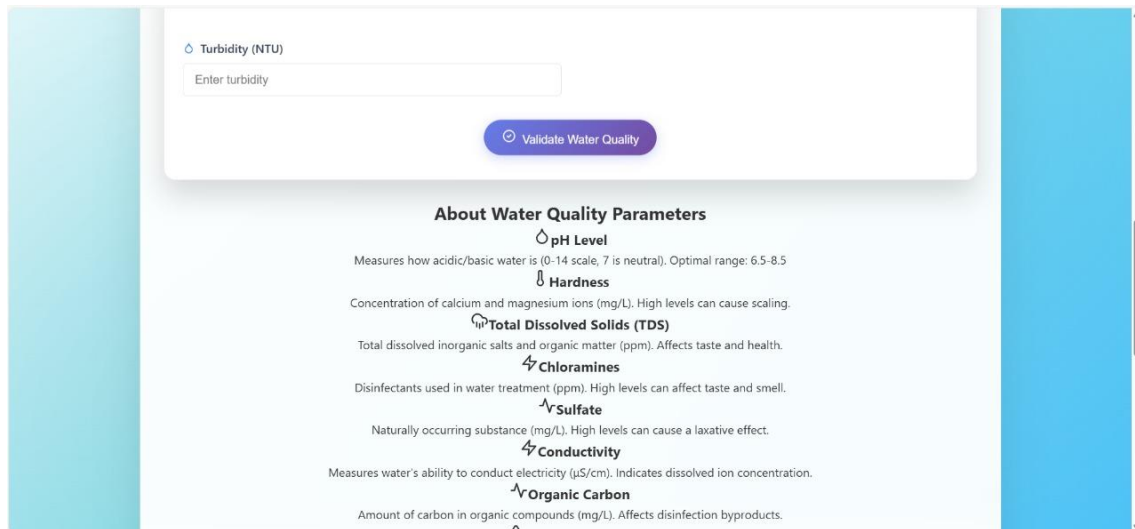 Turbidity (NTU)
Enter turbidity
Validate Water Quality
About Water Quality Parameters
pH Level
Measures how acidic/basic water is (0-14 scale, 7 is neutral). Optimal range: 6.5-8.5
Hardness
Concentration of calcium and magnesium ions (mg/L). High levels can cause scaling.
Total Dissolved Solids (TDS)
Total dissolved inorganic salts and organic matter (ppm). Affects taste and health.
Chloramines
Disinfectants used in water treatment (ppm). High levels can affect taste and smell.
Sulfate
Naturally occurring substance (mg/L). High levels can cause a laxative effect.
Conductivity
Measures water's ability to conduct electricity (μS/cm). Indicates dissolved ion concentration.
Organic Carbon
Amount of carbon in organic compounds (mg/L). Affects disinfection byproducts.